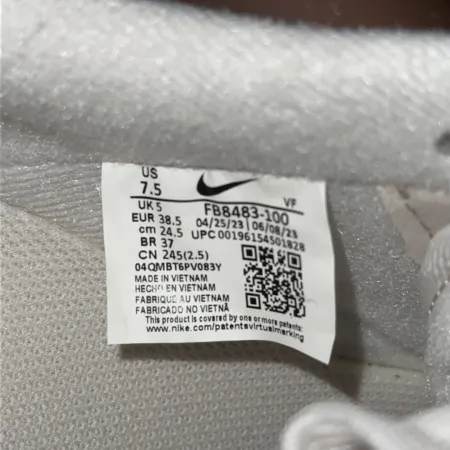 US
7.5
VF
UK 5
FB8483-100
EUR 38.5
04/25/23 06/08/23
cm 24.5
UPC 00196154501828
BR 37
CN 245(2.5)
04QMBT6PV083Y
MADE IN VIETNAM
HECHO EN VIETNAM
FABRIQUE AU VIETNAM
FABRICADO NO VIETNÃ
This product is covered by one or more patents:
www.nike.com/patentsvirtualmarking